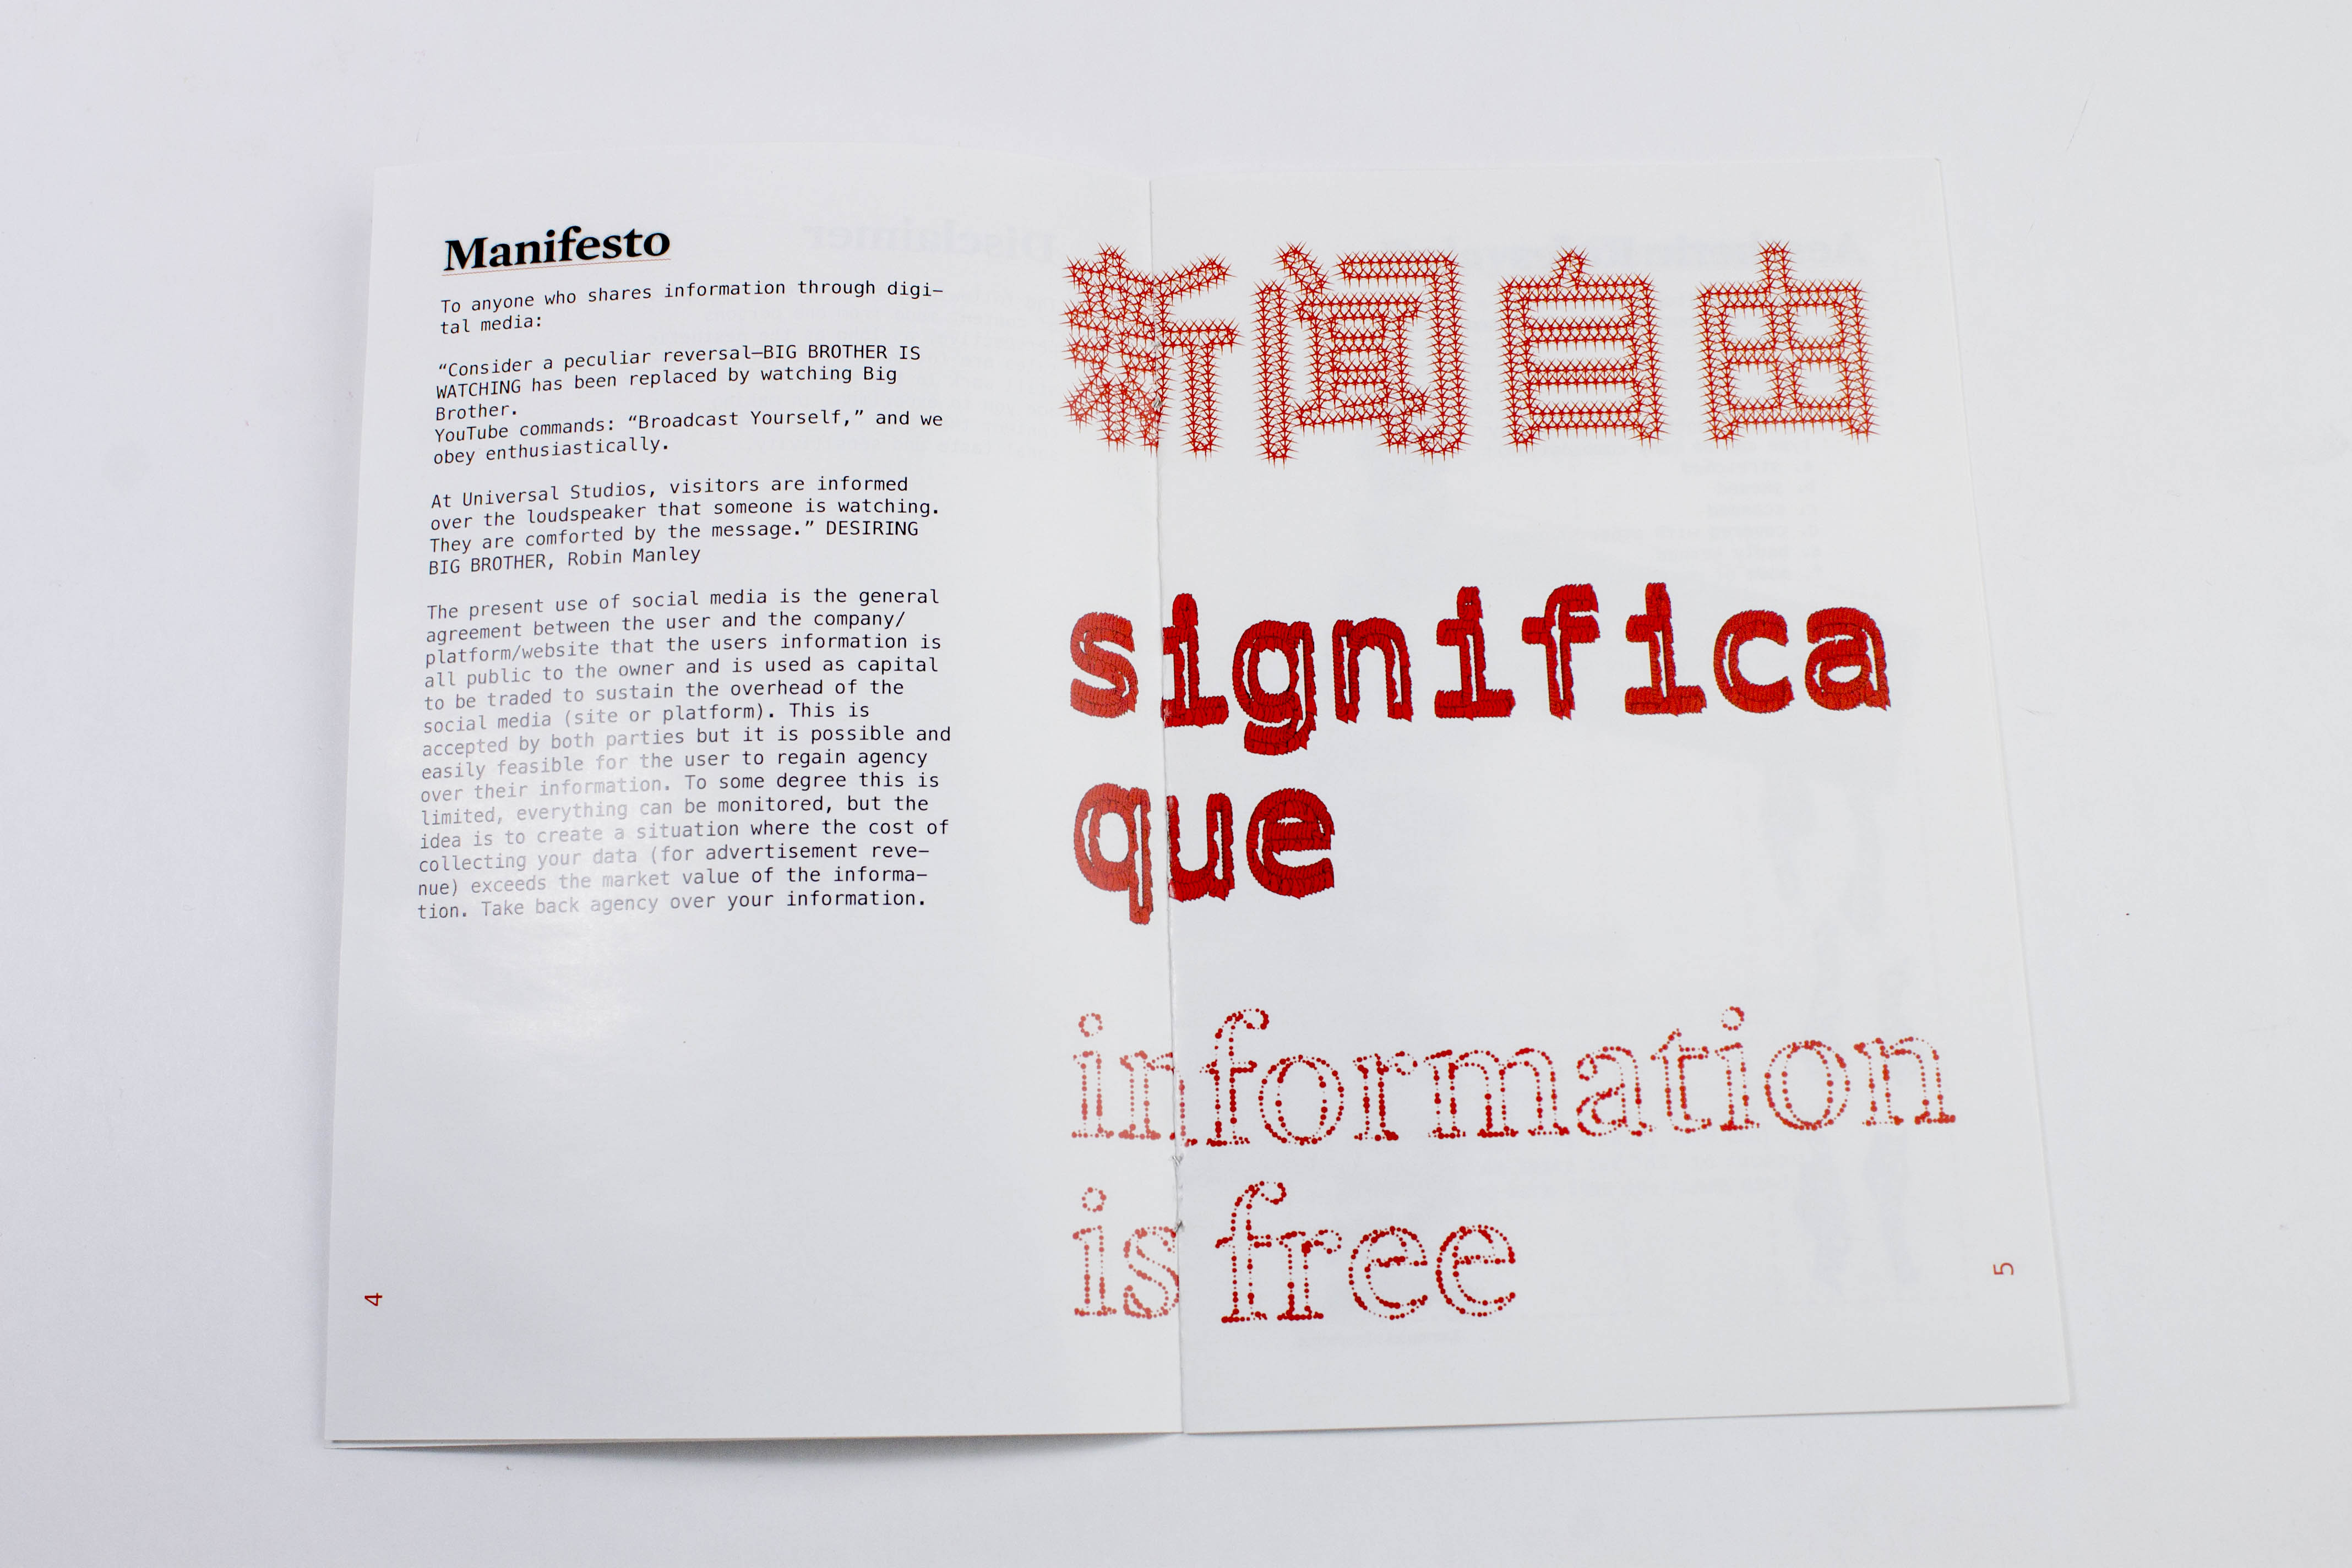 Manifesto
To anyone who shares information through digi–
tal media:
“Consider a peculiar reversal—BIG BROTHER IS
WATCHING has been replaced by watching Big
Brother.
YouTube commands: “Broadcast Yourself,” and we
obey enthusiastically.
At Universal Studios, visitors are informed
over the loudspeaker that someone is watching.
They are comforted by the message.” DESIRING
BIG BROTHER, Robin Manley
The present use of social media is the general
agreement between the user and the company/
platform/website that the users information is
all public to the owner and is used as capital
to be traded to sustain the overhead of the
social media (site or platform). This is
accepted by both parties but it is possible and
easily feasible for the user to regain agency
over their information. To some degree this is
limited, everything can be monitored, but the
idea is to create a situation where the cost of
collecting your data (for advertisement reve–
nue) exceeds the market value of the informa–
tion. Take back agency over your information.
4
新闻自由
significa
que
information
is free
5